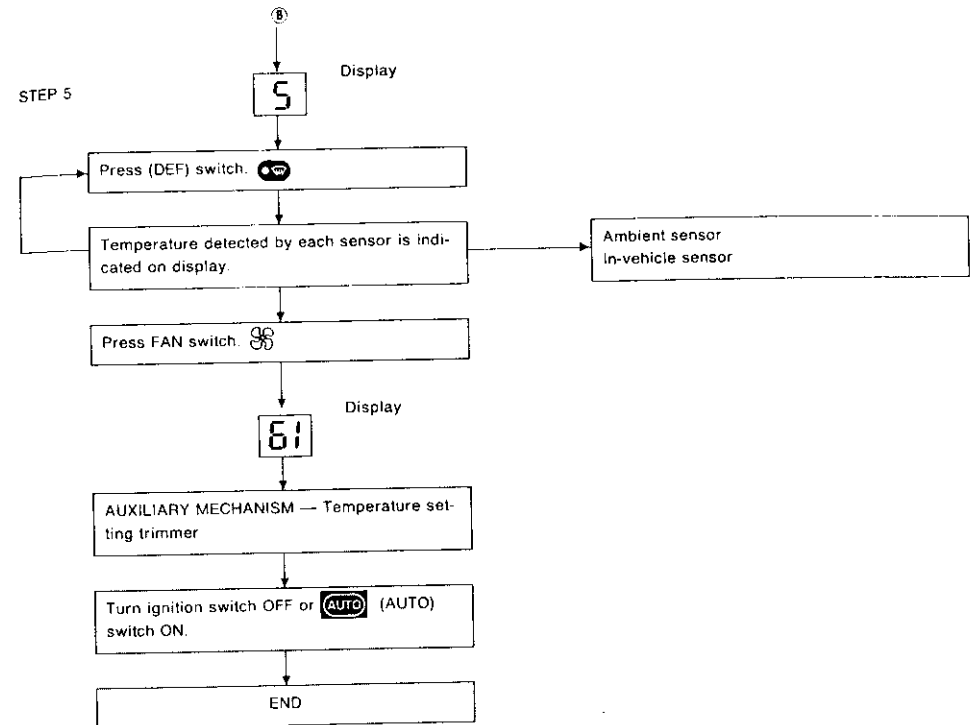 B
Display
STEP 5
5
Press (DEF) switch.
Temperature detected by each sensor is indi-
cated on display.
Ambient sensor
In-vehicle sensor
Press FAN switch.
Display
61
AUXILIARY MECHANISM — Temperature set-
ting trimmer
Turn ignition switch OFF or AUTO (AUTO)
switch ON.
END